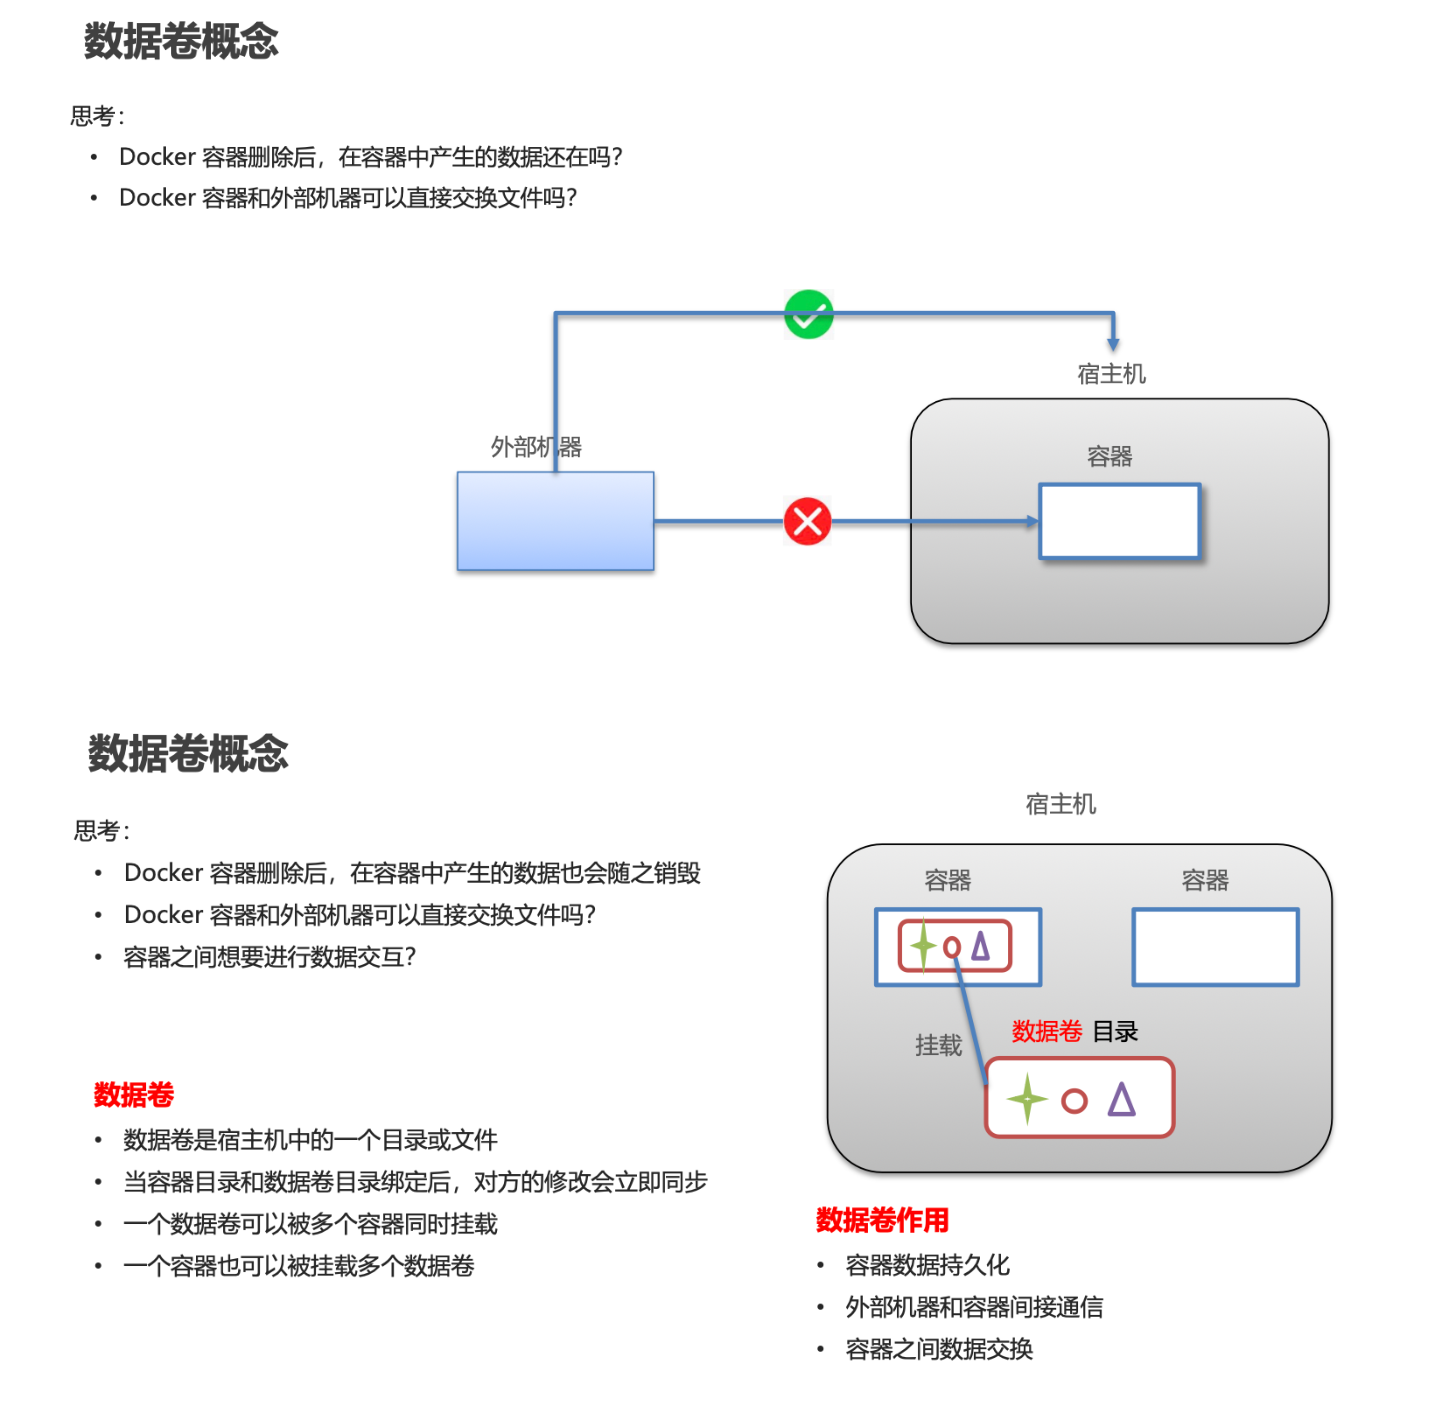 数据卷概念
思考：
• Docker 容器删除后，在容器中产生的数据还在吗？
• Docker 容器和外部机器可以直接交换文件吗？
宿主机
外部机器
容器
数据卷概念
思考：
• Docker 容器删除后，在容器中产生的数据也会随之销毁
• Docker 容器和外部机器可以直接交换文件吗？
• 容器之间想要进行数据交互？
数据卷
• 数据卷是宿主机中的一个目录或文件
• 当容器目录和数据卷目录绑定后，对方的修改会立即同步
• 一个数据卷可以被多个容器同时挂载
• 一个容器也可以被挂载多个数据卷
宿主机
容器
容器
挂载
数据卷 目录
数据卷作用
• 容器数据持久化
• 外部机器和容器间接通信
• 容器之间数据交换